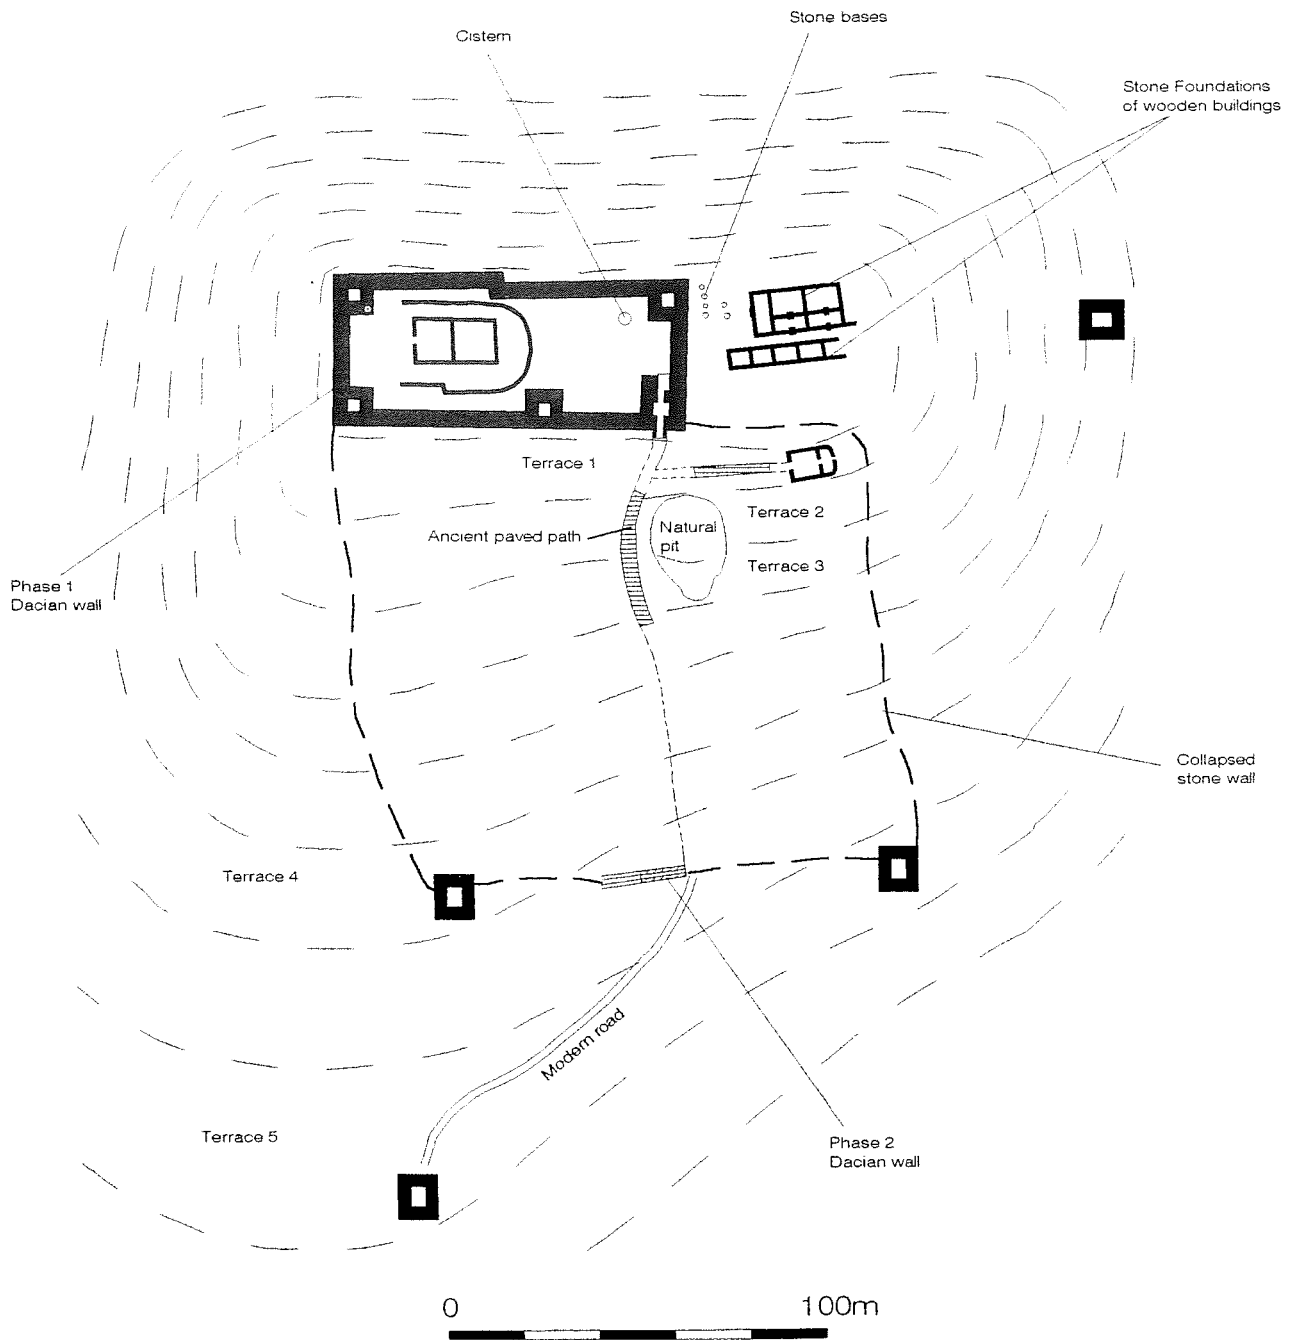 Stone bases
Cistern
Stone Foundations
of wooden buildings
Terrace 1
Terrace 2
Ancient paved path
Natural
pit
Terrace 3
Phase 1
Dacian wall
Collapsed
stone wall
Terrace 4
Modern road
Terrace 5
Phase 2
Dacian wall
0
100m